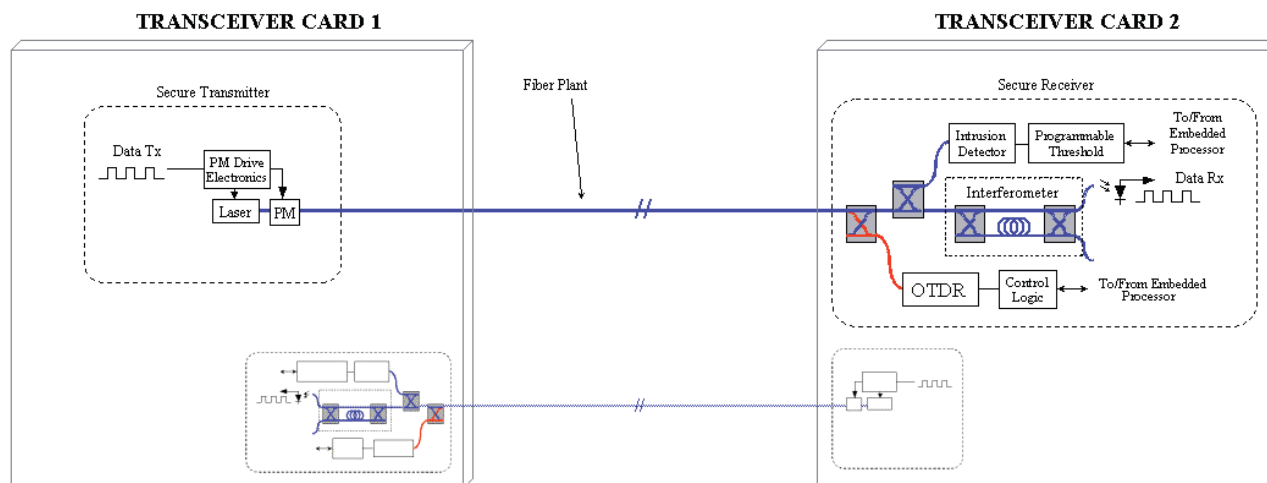 TRANSCEIVER CARD 1
TRANSCEIVER CARD 2
Secure Transmitter
Fiber Plant
Secure Receiver
Data Tx
PM Drive
Electronics
Laser
PM
Intrusion
Detector
Programmable
Threshold
To/From
Embedded
Processor
Interferometer
Data Rx
OTDR
Control
Logic
To/From Embedded
Processor